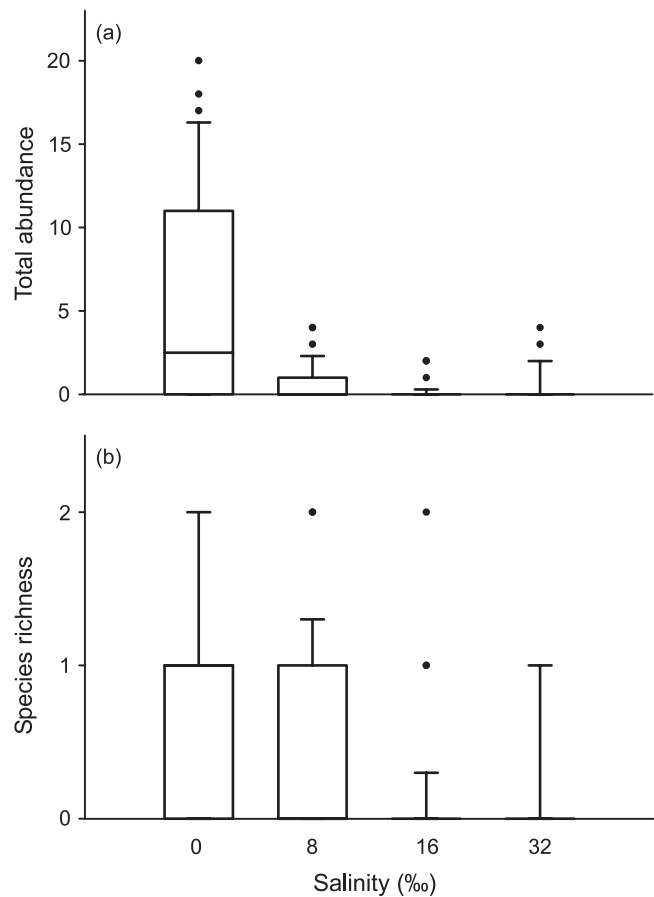 (a)
20
15
10
5
0
Total abundance
(b)
2
1
0
Species richness
0 8 16 32
Salinity (‰)